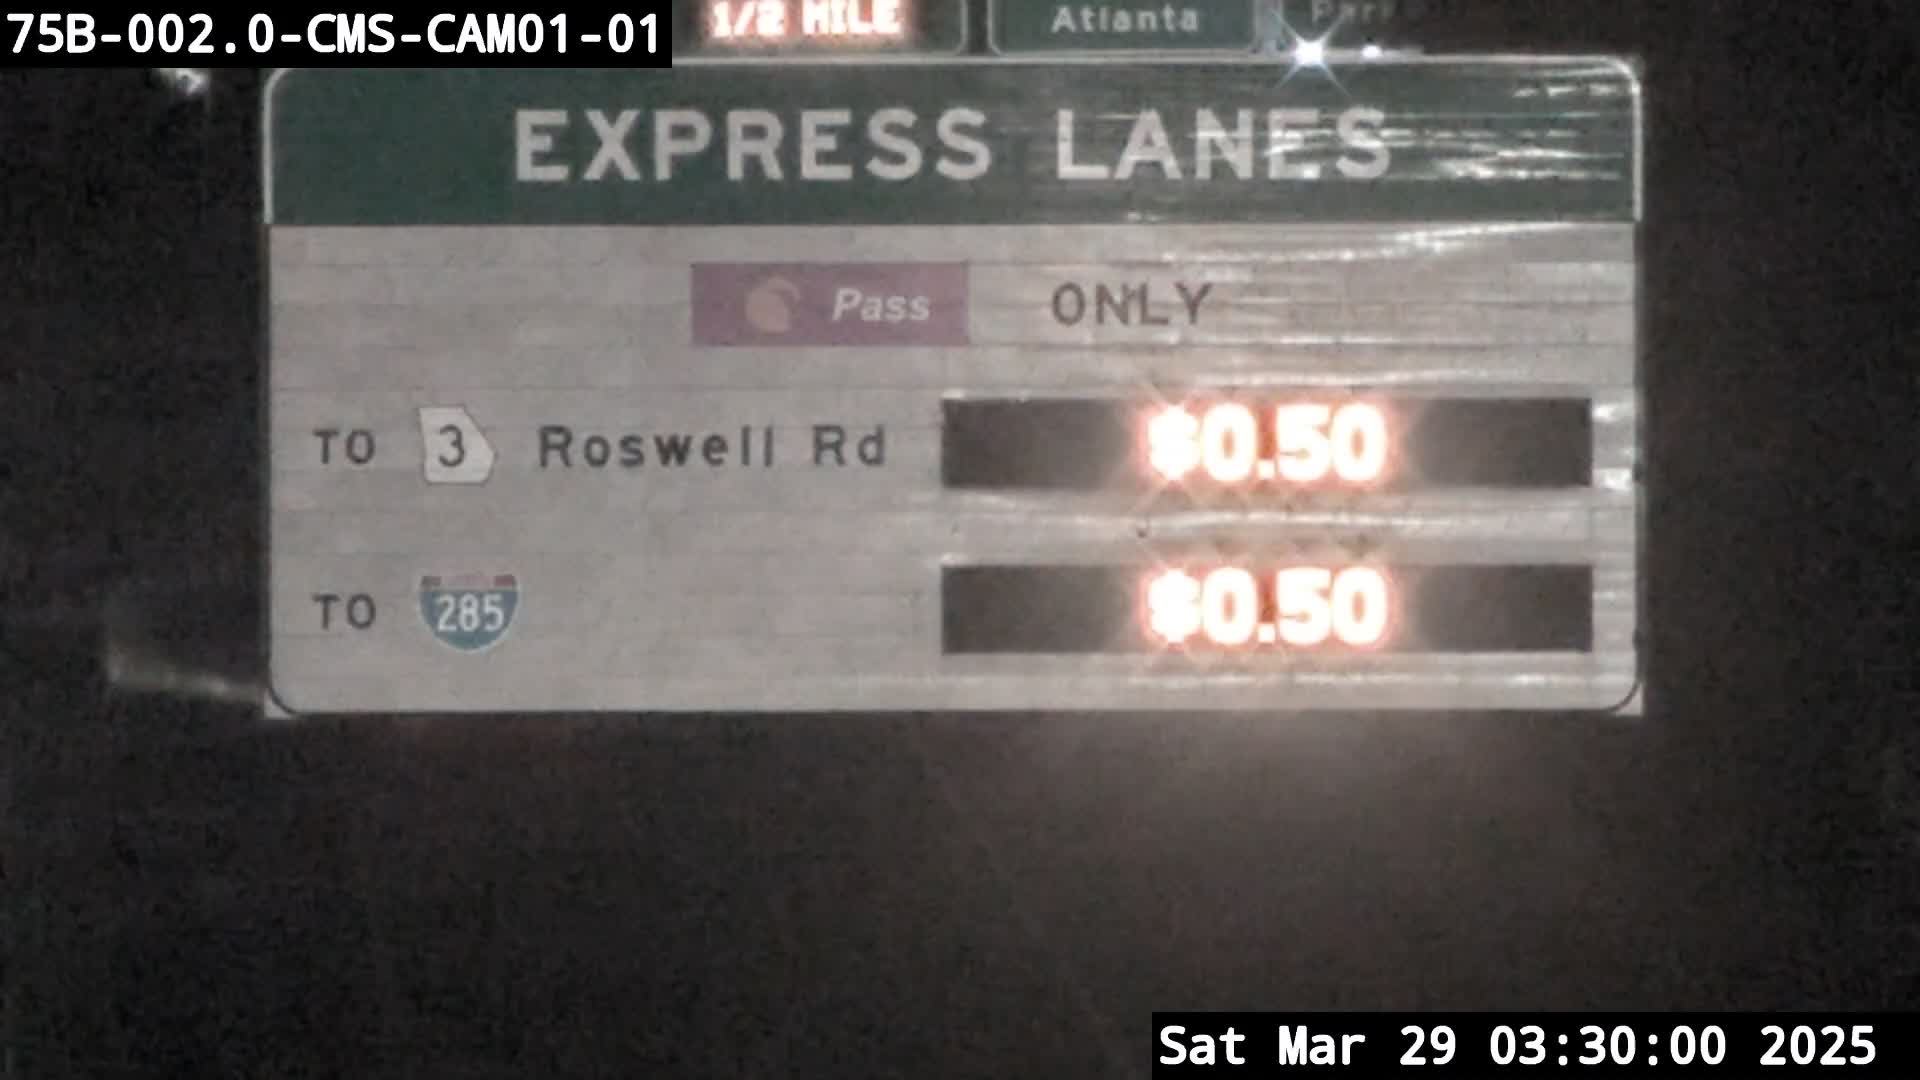 75B-002.0-CMS-CAM01-01
1/2 MILE
Atlanta
EXPRESS LANES
Pass ONLY
TO 3 Roswell Rd $0.50
TO 285 $0.50
Sat Mar 29 03:30:00 2025